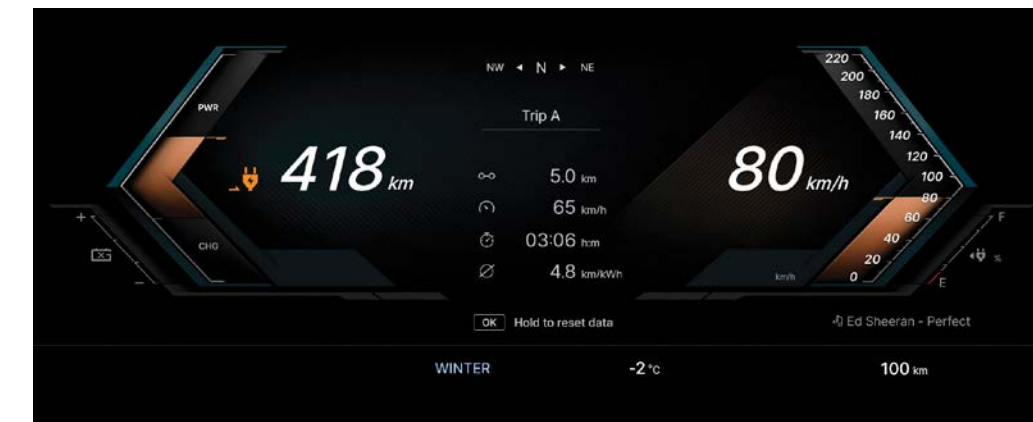 NW ◄ N ► NE
Trip A
PWR
CHG
418 km
5.0 km
65 km/h
03:06 h:m
4.8 km/kWh
80 km/h
220
200
180
160
140
120
100
80
60
40
20
0
km/h
+
-
F
%
E
OK Hold to reset data
Ed Sheeran - Perfect
WINTER -2 °C 100 km